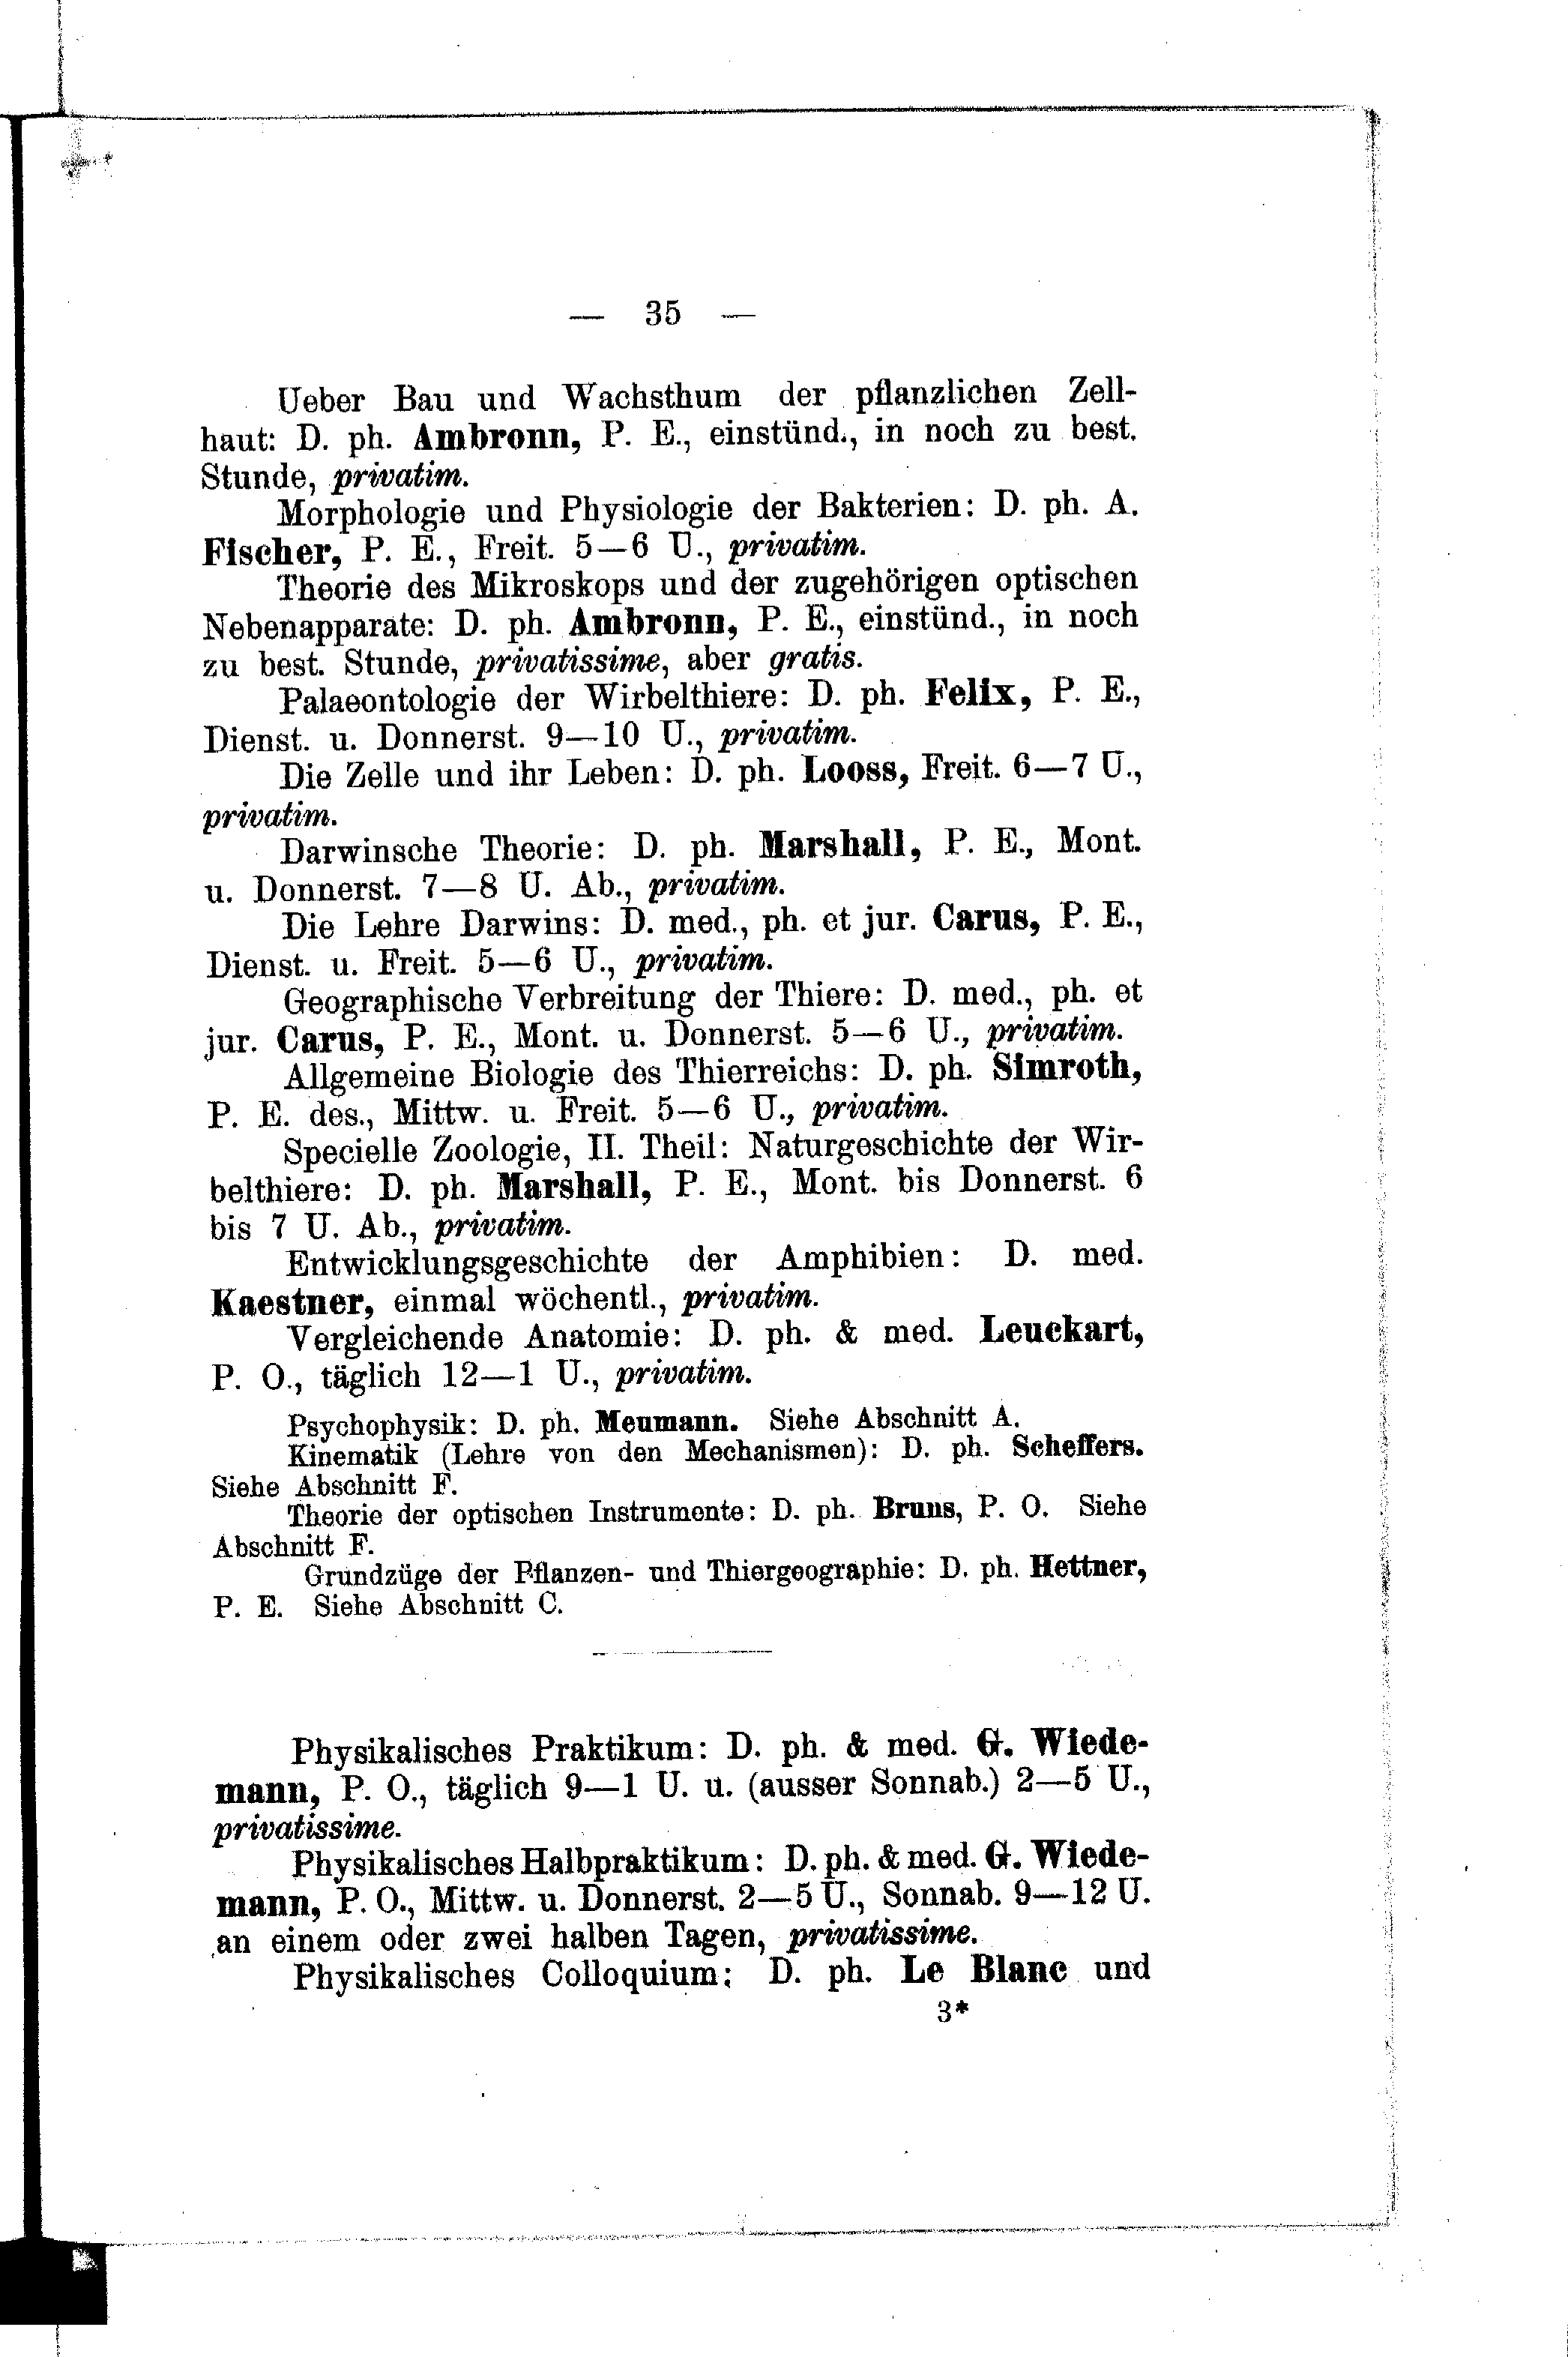 — 35 —
Ueber Bau und Wachsthum der pflanzlichen Zell-
haut: D. ph. Ambronn, P. E., einstünd., in noch zu best.
Stunde, privatim.
Morphologie und Physiologie der Bakterien: D. ph. A.
Fischer, P. E., Freit. 5—6 U., privatim.
Theorie des Mikroskops und der zugehörigen optischen
Nebenapparate: D. ph. Ambronn, P. E., einstünd., in noch
zu best. Stunde, privatissime, aber gratis.
Palaeontologie der Wirbelthiere: D. ph. Felix, P. E.,
Dienst. u. Donnerst. 9—10 U., privatim.
Die Zelle und ihr Leben: D. ph. Looss, Freit. 6—7 U.,
privatim.
Darwinsche Theorie: D. ph. Marshall, P. E., Mont.
u. Donnerst. 7—8 U. Ab., privatim.
Die Lehre Darwins: D. med., ph. et jur. Carus, P. E.,
Dienst. u. Freit. 5—6 U., privatim.
Geographische Verbreitung der Thiere: D. med., ph. et
jur. Carus, P. E., Mont. u. Donnerst. 5—6 U., privatim.
Allgemeine Biologie des Thierreichs: D. ph. Simroth,
P. E. des., Mittw. u. Freit. 5—6 U., privatim.
Specielle Zoologie, II. Theil: Naturgeschichte der Wir-
belthiere: D. ph. Marshall, P. E., Mont. bis Donnerst. 6
bis 7 U. Ab., privatim.
Entwicklungsgeschichte der Amphibien: D. med.
Kaestner, einmal wöchentl., privatim.
Vergleichende Anatomie: D. ph. & med. Leuckart,
P. O., täglich 12—1 U., privatim.
Psychophysik: D. ph. Meumann. Siehe Abschnitt A.
Kinematik (Lehre von den Mechanismen): D. ph. Scheffers.
Siehe Abschnitt F.
Theorie der optischen Instrumente: D. ph. Bruns, P. O. Siehe
Abschnitt F.
Grundzüge der Pflanzen- und Thiergeographie: D. ph. Hettner,
P. E. Siehe Abschnitt C.
Physikalisches Praktikum: D. ph. & med. G. Wiede-
mann, P. O., täglich 9—1 U. u. (ausser Sonnab.) 2—5 U.,
privatissime.
Physikalisches Halbpraktikum: D. ph. & med. G. Wiede-
mann, P. O., Mittw. u. Donnerst. 2—5 U., Sonnab. 9—12 U.
an einem oder zwei halben Tagen, privatissime.
Physikalisches Colloquium: D. ph. Le Blanc und
3*